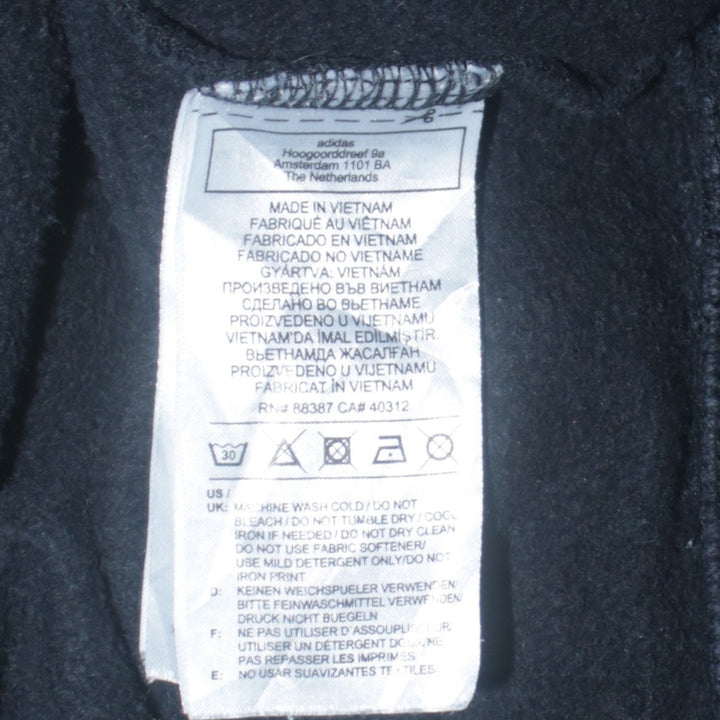 adidas
Hoogoorddreef 9a
Amsterdam 1101 BA
The Netherlands
MADE IN VIETNAM
FABRIQUÉ AU VIÊTNAM
FABRICADO EN VIETNAM
FABRICADO NO VIETNAME
GYÁRTVA: VIETNÁM
ПРОИЗВЕДЕНО ВЪВ ВИЕТНАМ
СДЕЛАНО ВО ВЬЕТНАМЕ
PROIZVEDENO U VIJETNAMU
VIETNAM'DA İMAL EDİLMİŞTİR.
ВЬЕТНАМДА ЖАСАЛҒАН
PROIZVEDENO U VIJETNAMU
FABRICAT ÎN VIETNAM
RN# 88387 CA# 40312
30
US /
UK: MACHINE WASH COLD / DO NOT
BLEACH / DO NOT TUMBLE DRY / COOL
IRON IF NEEDED / DO NOT DRY CLEAN
DO NOT USE FABRIC SOFTENER/
USE MILD DETERGENT ONLY/DO NOT
IRON PRINT
D: KEINEN WEICHSPUELER VERWENDEN/
BITTE FEINWASCHMITTEL VERWENDEN/
DRUCK NICHT BUEGELN
F: NE PAS UTILISER D'ASSOUPLISSEUR/
UTILISER UN DETERGENT DOUX/NE
PAS REPASSER LES IMPRIMES
E: NO USAR SUAVIZANTES TEXTILES